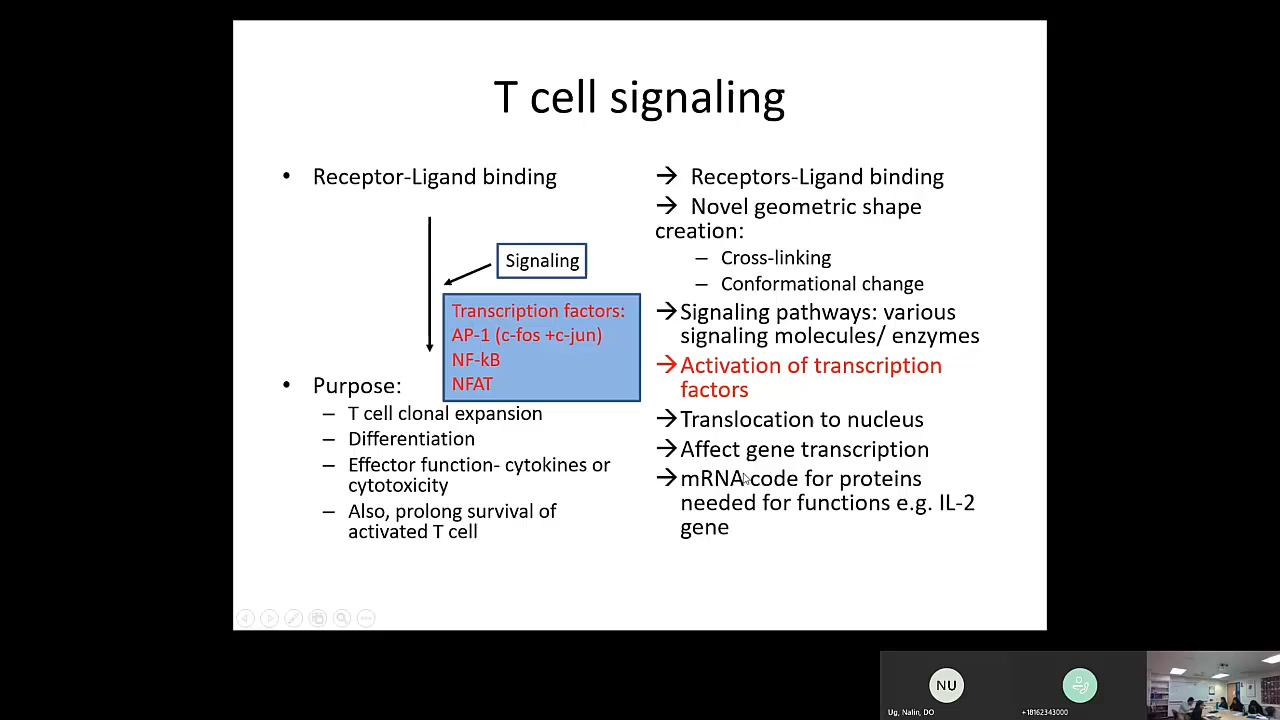 T cell signaling
• Receptor-Ligand binding
Signaling
Transcription factors:
AP-1 (c-fos +c-jun)
NF-kB
NFAT
• Purpose:
– T cell clonal expansion
– Differentiation
– Effector function- cytokines or
cytotoxicity
– Also, prolong survival of
activated T cell
→ Receptors-Ligand binding
→ Novel geometric shape
creation:
– Cross-linking
– Conformational change
→Signaling pathways: various
signaling molecules/ enzymes
→Activation of transcription
factors
→Translocation to nucleus
→Affect gene transcription
→mRNA code for proteins
needed for functions e.g. IL-2
gene
NU
Ug, Nalin, DO
+18162343000